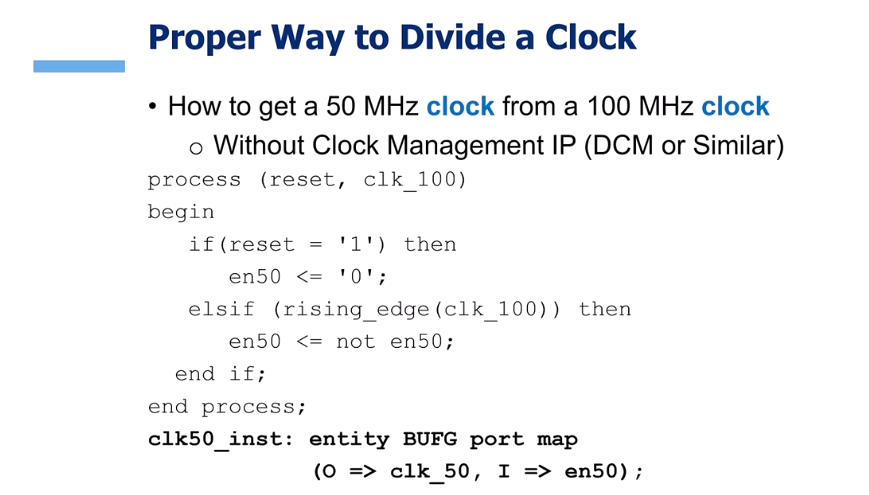 Proper Way to Divide a Clock
• How to get a 50 MHz clock from a 100 MHz clock
o Without Clock Management IP (DCM or Similar)
process (reset, clk_100)
begin
if(reset = '1') then
en50 <= '0';
elsif (rising_edge(clk_100)) then
en50 <= not en50;
end if;
end process;
clk50_inst: entity BUFG port map
(O => clk_50, I => en50);